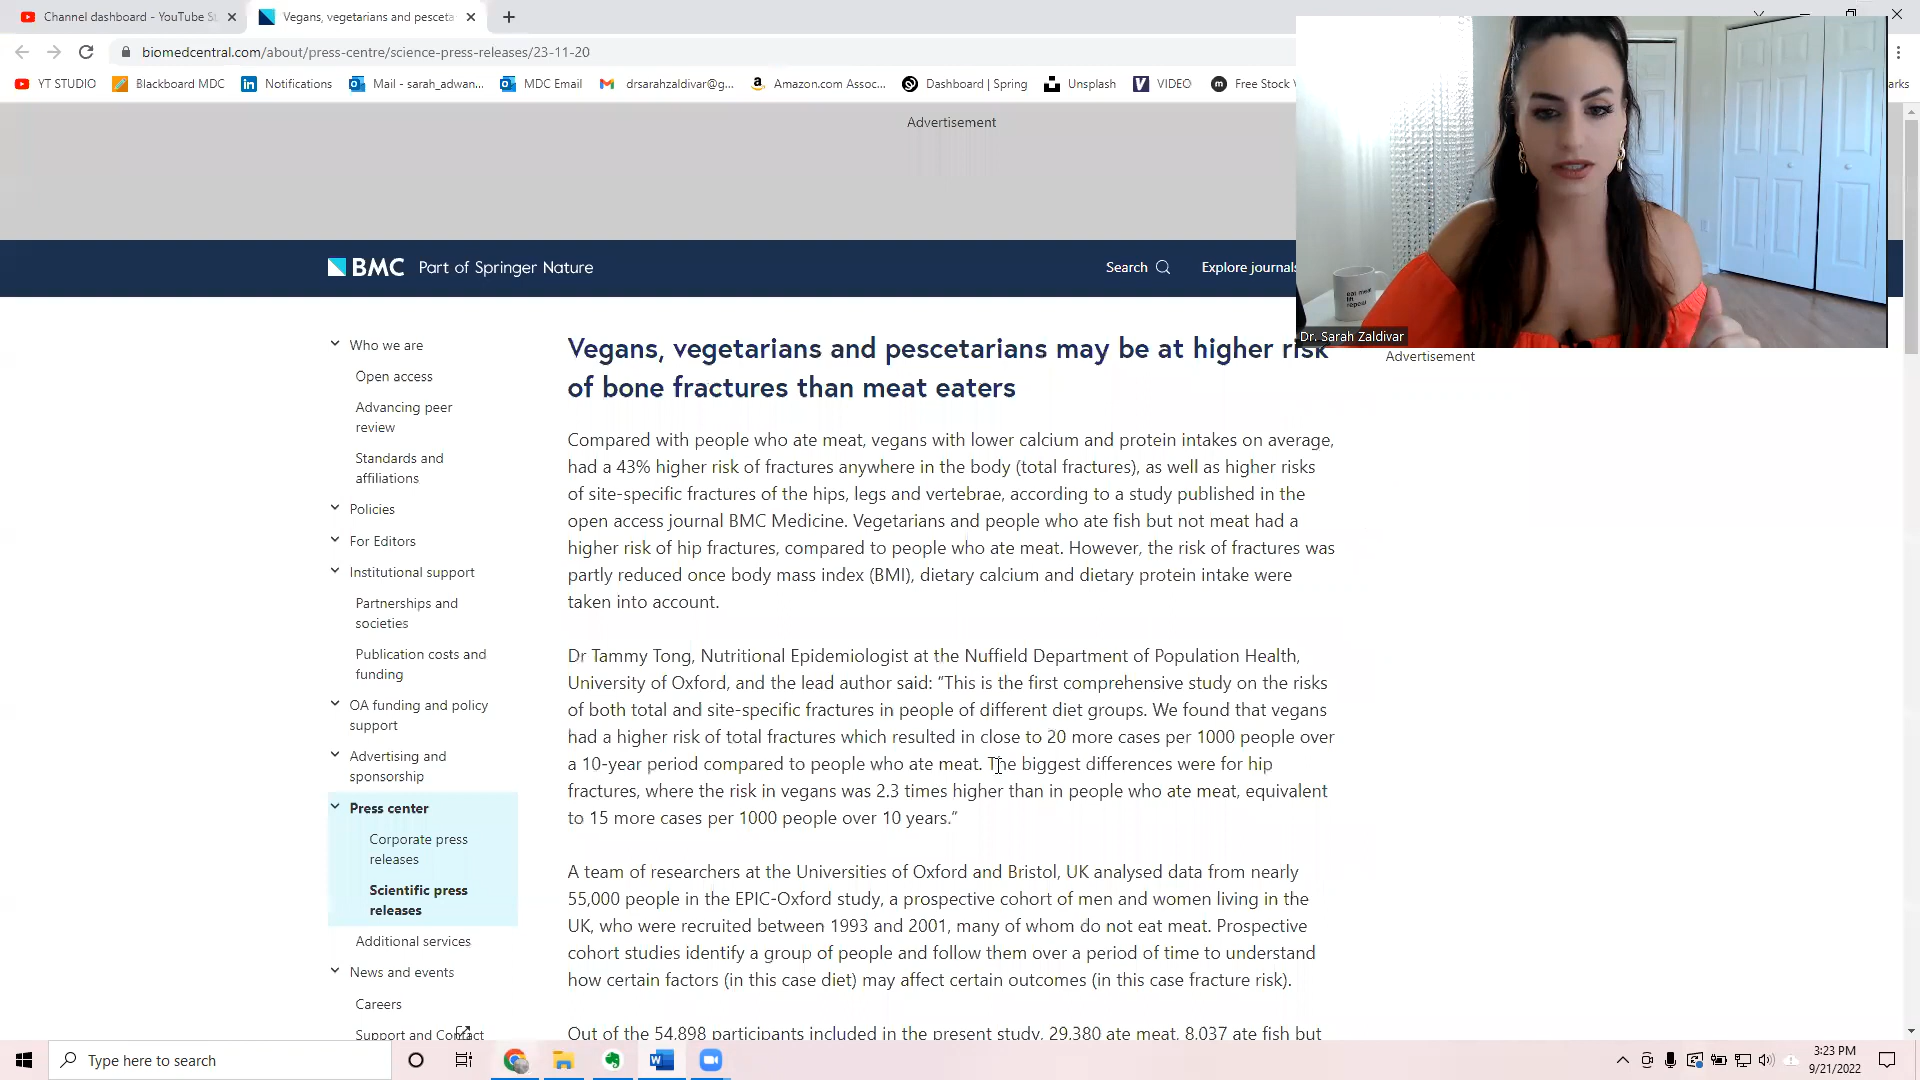 Channel dashboard - YouTube St
Vegans, vegetarians and pesceta
biomedcentral.com/about/press-centre/science-press-releases/23-11-20
YT STUDIO
Blackboard MDC
Notifications
Mail - sarah_adwan...
MDC Email
drsarahzaldivar@g...
Amazon.com Assoc...
Dashboard | Spring
Unsplash
VIDEO
Free Stock
arks
Advertisement
BMC Part of Springer Nature
Search
Explore journals
eat meat
lift
repeat
Dr. Sarah Zaldivar
Advertisement
Who we are
Open access
Advancing peer
review
Standards and
affiliations
Policies
For Editors
Institutional support
Partnerships and
societies
Publication costs and
funding
OA funding and policy
support
Advertising and
sponsorship
Press center
Corporate press
releases
Scientific press
releases
Additional services
News and events
Careers
Support and Contact
Vegans, vegetarians and pescetarians may be at higher risk
of bone fractures than meat eaters
Compared with people who ate meat, vegans with lower calcium and protein intakes on average,
had a 43% higher risk of fractures anywhere in the body (total fractures), as well as higher risks
of site-specific fractures of the hips, legs and vertebrae, according to a study published in the
open access journal BMC Medicine. Vegetarians and people who ate fish but not meat had a
higher risk of hip fractures, compared to people who ate meat. However, the risk of fractures was
partly reduced once body mass index (BMI), dietary calcium and dietary protein intake were
taken into account.
Dr Tammy Tong, Nutritional Epidemiologist at the Nuffield Department of Population Health,
University of Oxford, and the lead author said: “This is the first comprehensive study on the risks
of both total and site-specific fractures in people of different diet groups. We found that vegans
had a higher risk of total fractures which resulted in close to 20 more cases per 1000 people over
a 10-year period compared to people who ate meat. The biggest differences were for hip
fractures, where the risk in vegans was 2.3 times higher than in people who ate meat, equivalent
to 15 more cases per 1000 people over 10 years.”
A team of researchers at the Universities of Oxford and Bristol, UK analysed data from nearly
55,000 people in the EPIC-Oxford study, a prospective cohort of men and women living in the
UK, who were recruited between 1993 and 2001, many of whom do not eat meat. Prospective
cohort studies identify a group of people and follow them over a period of time to understand
how certain factors (in this case diet) may affect certain outcomes (in this case fracture risk).
Out of the 54,898 participants included in the present study, 29,380 ate meat, 8,037 ate fish but
Type here to search
3:23 PM
9/21/2022